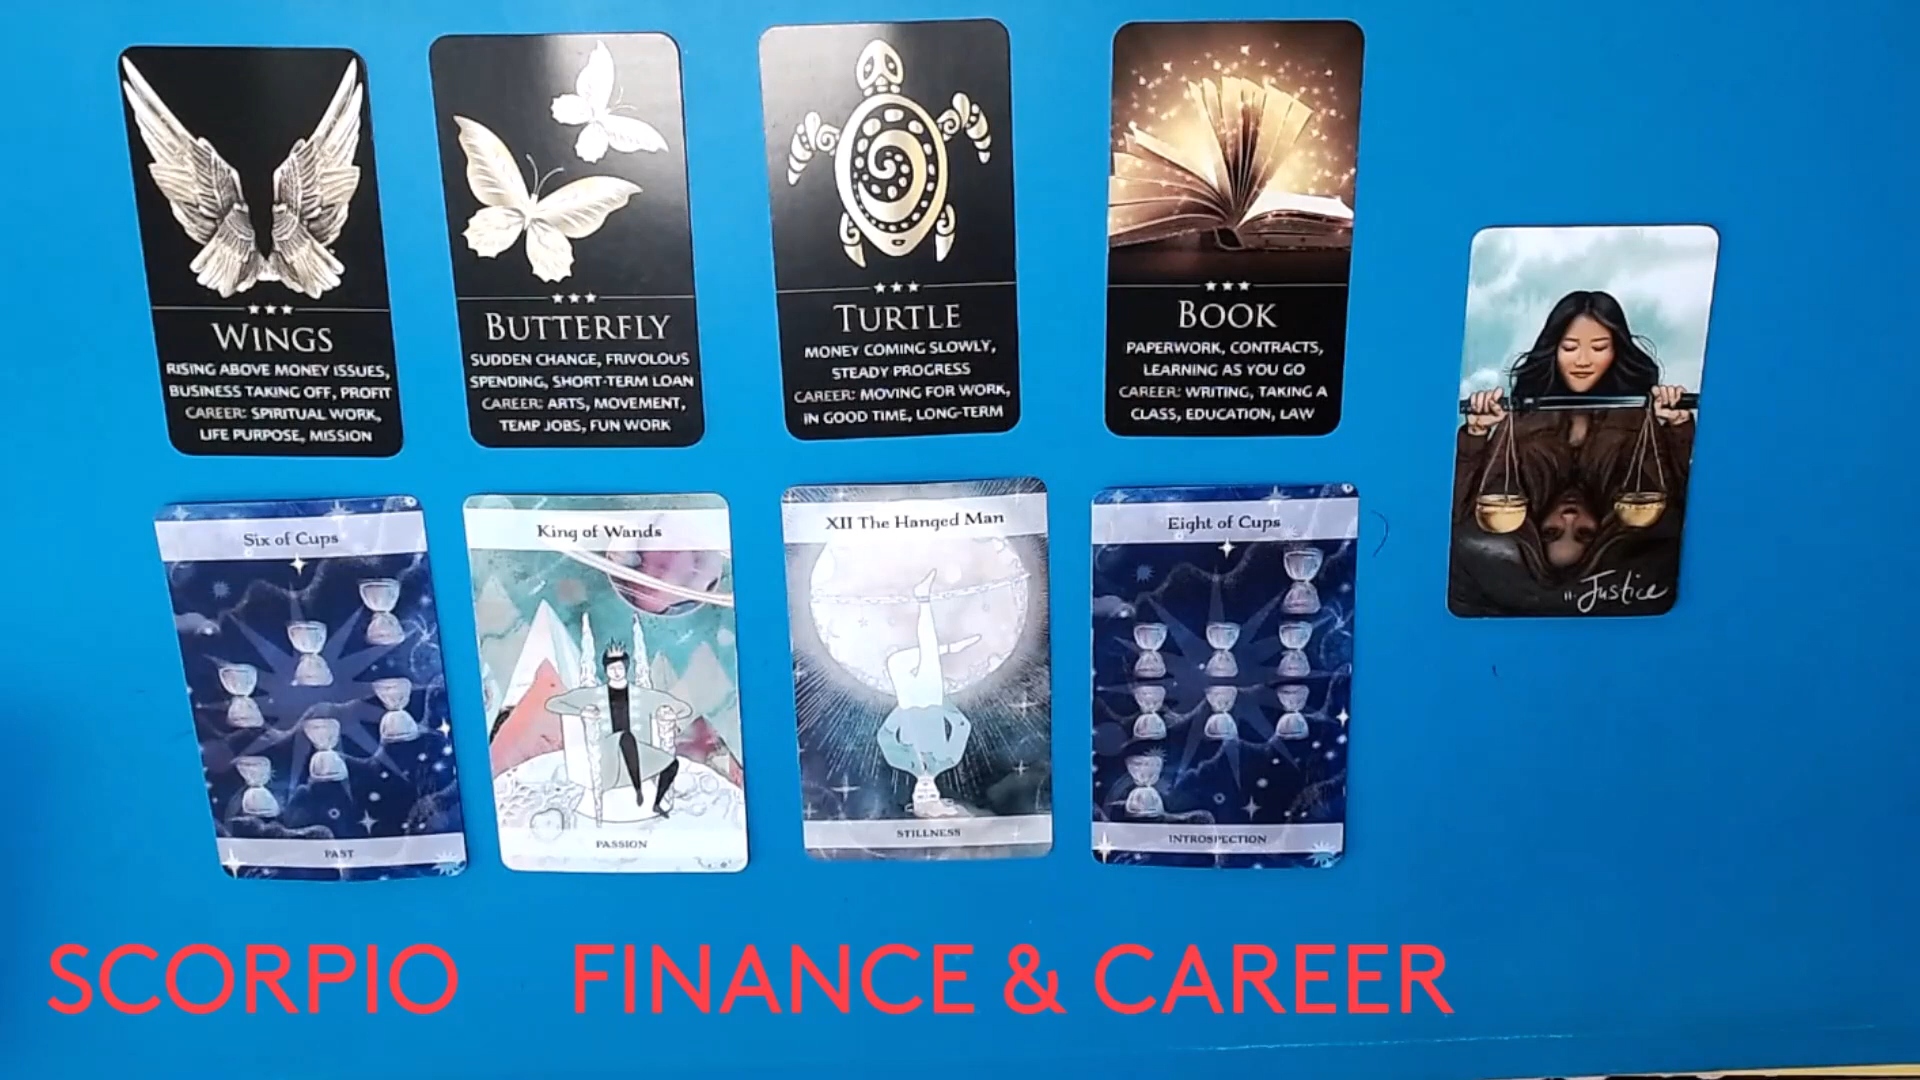 WINGS
RISING ABOVE MONEY ISSUES,
BUSINESS TAKING OFF, PROFIT
CAREER: SPIRITUAL WORK,
LIFE PURPOSE, MISSION
BUTTERFLY
SUDDEN CHANGE, FRIVOLOUS
SPENDING, SHORT-TERM LOAN
CAREER: ARTS, MOVEMENT,
TEMP JOBS, FUN WORK
TURTLE
MONEY COMING SLOWLY,
STEADY PROGRESS
CAREER: MOVING FOR WORK,
IN GOOD TIME, LONG-TERM
BOOK
PAPERWORK, CONTRACTS,
LEARNING AS YOU GO
CAREER: WRITING, TAKING A
CLASS, EDUCATION, LAW
11. Justice
Six of Cups
PAST
King of Wands
PASSION
XII The Hanged Man
STILLNESS
Eight of Cups
INTROSPECTION
SCORPIO FINANCE & CAREER